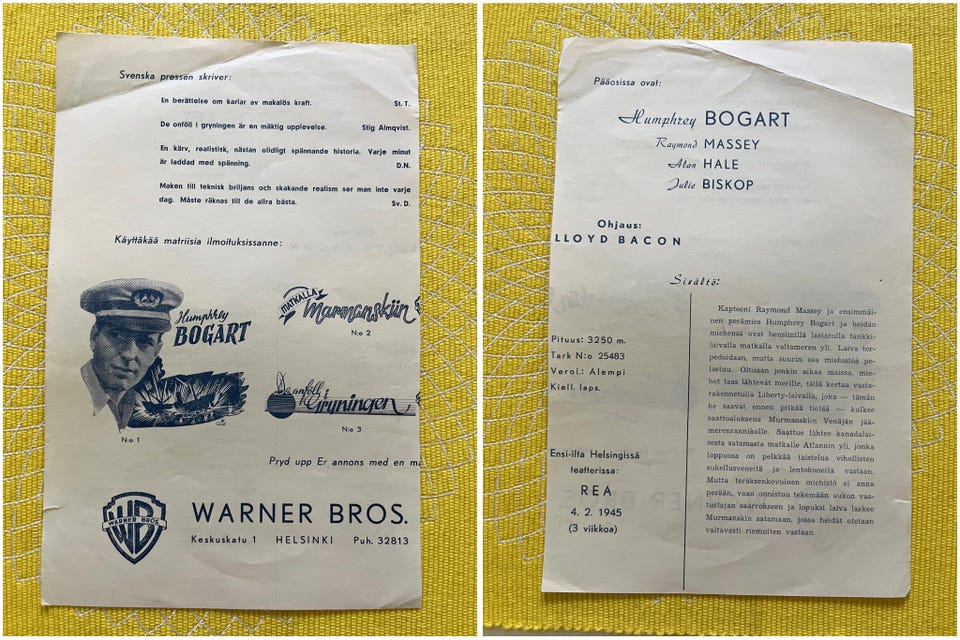 Svenska pressen skriver:
En berättelse om karlar av makalös kraft. St. T.
De onföll i gryningen är en mäktig upplevelse. Stig Almqvist.
En kärv, realistisk, nästan olidligt spännande historia. Varje minut
är laddad med spänning. D.N.
Maken till teknisk briljans och skakande realism ser man inte varje
dag. Måste räknas till de allra bästa. Sv. D.
Käyttäkää matriisia ilmoituksissanne:
Humphrey
BOGART
N:o 1
MATKALLA
Marmanskiin
N:o 2
Gryningen
N:o 3
Pryd upp Er annons med en ma
WARNER BROS.
WARNER BROS.
Keskuskatu 1 HELSINKI Puh. 32813
Pääosissa ovat:
Humphrey BOGART
Raymond MASSEY
Alan HALE
Julie BISKOP
Ohjaus:
LLOYD BACON
Sisältö:
Kapteeni Raymond Massey ja ensimmäi-
nen perämies Humphrey Bogart ja heidän
miehensä ovat bensiinillä lastatulla tankki-
laivalla matkalla valtameren yli. Laiva tor-
pedoidaan, mutta suurin osa miehistöä pe-
lastuu. Oltuaan jonkin aikaa maissa, mie-
het taas lähtevät merille, tällä kertaa vasta-
rakennetulla Liberty-laivalla, joka — tämän
he saavat ennen pitkää tietää — kulkee
saattoaluksena Murmanskiin Venäjän jää-
merenrannikolle. Saattue lähtee kanadalai-
sesta satamasta matkalle Atlannin yli, jonka
loppuosa on pelkkää taistelua vihollisten
sukellusveneitä ja lentokoneita vastaan.
Mutta teräksenkovuinen miehistö ei anna
perään, vaan onnistuu tekemään aukon vas-
tustajan saarrokseen ja lopuksi laiva laskee
Murmanskin satamaan, jossa heidät otetaan
valtavasti riemuiten vastaan.
Pituus: 3250 m.
Tark N:o 25483
Verol.: Alempi
Kiell. laps.
Ensi-ilta Helsingissä
teatterissa:
REA
4. 2. 1945
(3 viikkoa)